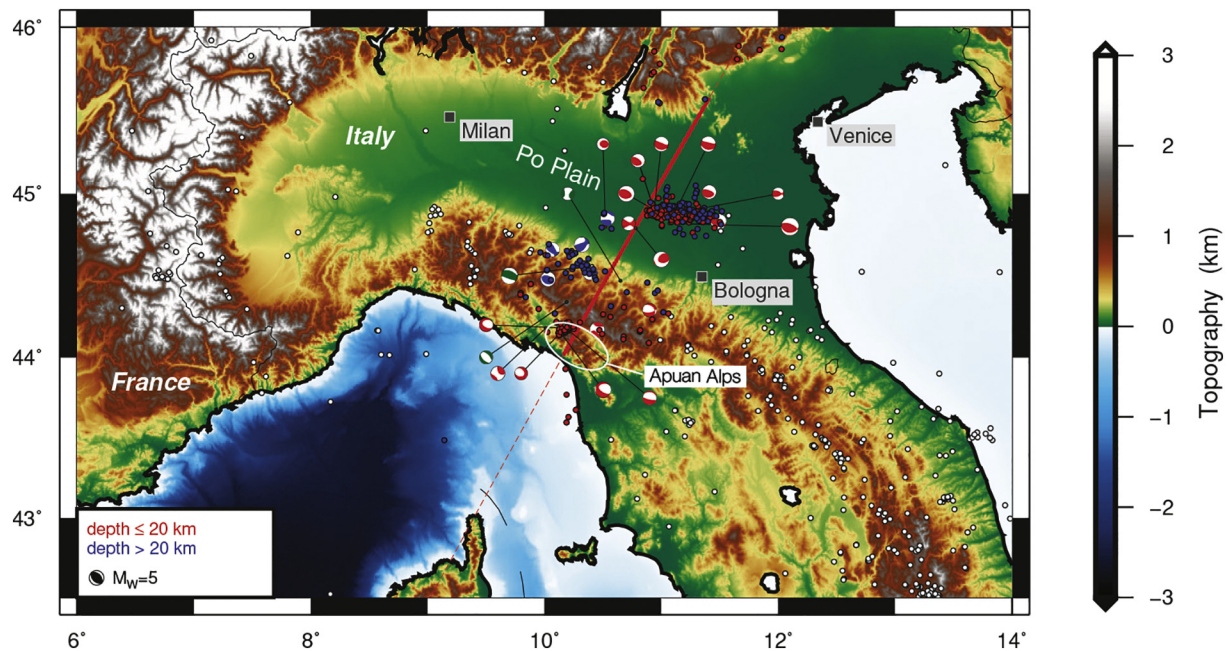 46°
45°
44°
43°
6°
8°
10°
12°
14°
Italy
Milan
Po Plain
Venice
Bologna
Apuan Alps
France
depth ≤ 20 km
depth > 20 km
Mw=5
3
2
1
0
−1
−2
−3
Topography (km)